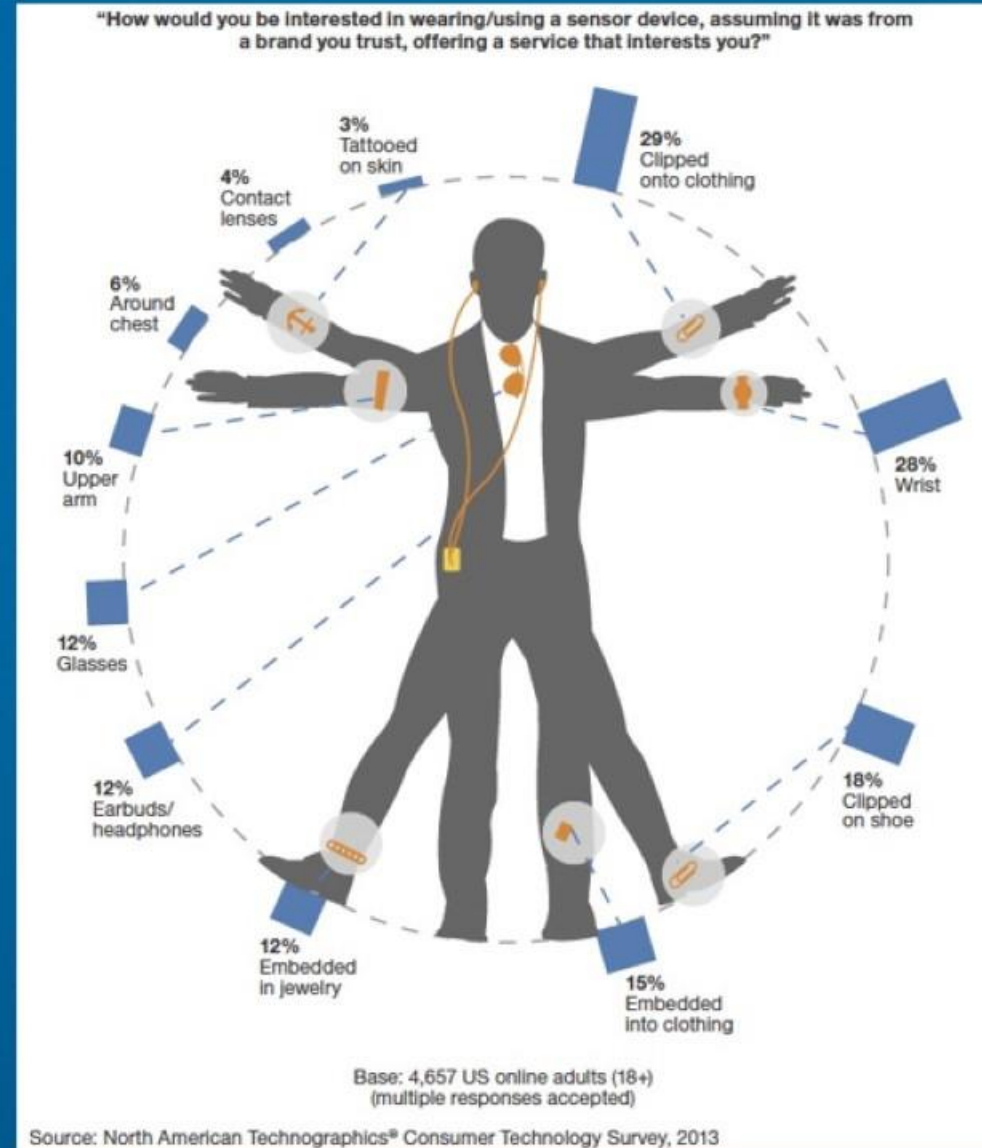 “How would you be interested in wearing/using a sensor device, assuming it was from
a brand you trust, offering a service that interests you?”
3%
Tattooed
on skin
29%
Clipped
onto clothing
4%
Contact
lenses
6%
Around
chest
10%
Upper
arm
28%
Wrist
12%
Glasses
12%
Earbuds/
headphones
18%
Clipped
on shoe
12%
Embedded
in jewelry
15%
Embedded
into clothing
Base: 4,657 US online adults (18+)
(multiple responses accepted)
Source: North American Technographics® Consumer Technology Survey, 2013